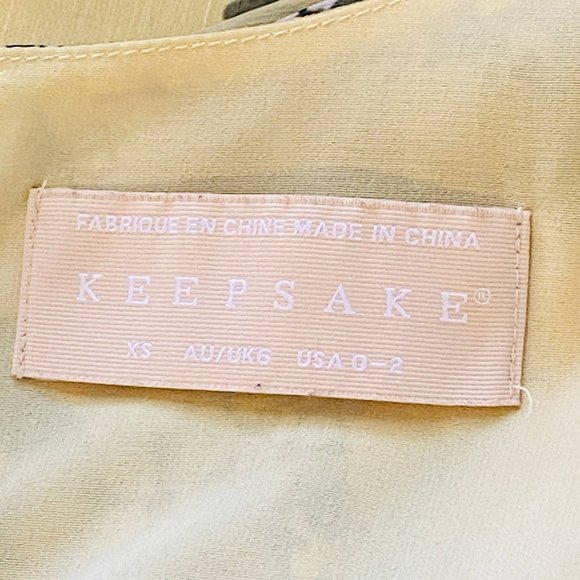 FABRIQUE EN CHINE MADE IN CHINA
KEEPSAKE®
XS AU/UK6 USA 0-2